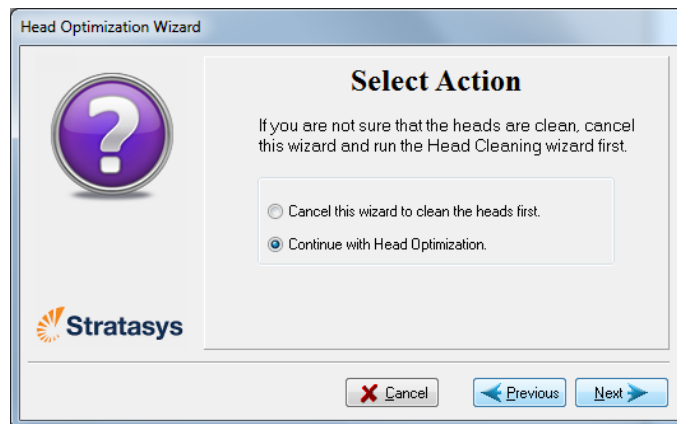 Head Optimization Wizard
Select Action
If you are not sure that the heads are clean, cancel
this wizard and run the Head Cleaning wizard first.
Cancel this wizard to clean the heads first.
Continue with Head Optimization.
Stratasys
Cancel
Previous
Next